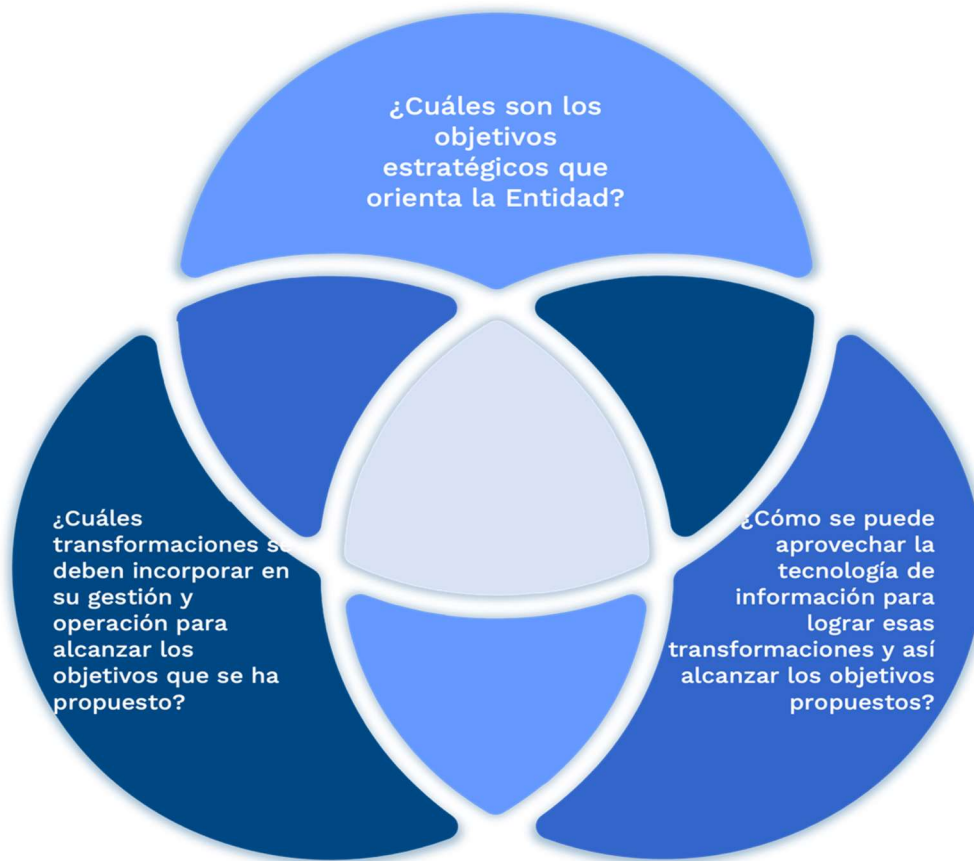 ¿Cuáles son los
objetivos
estratégicos que
orienta la Entidad?
¿Cuáles
transformaciones se
deben incorporar en
su gestión y
operación para
alcanzar los
objetivos que se ha
propuesto?
¿Cómo se puede
aprovechar la
tecnología de
información para
lograr esas
transformaciones y así
alcanzar los objetivos
propuestos?